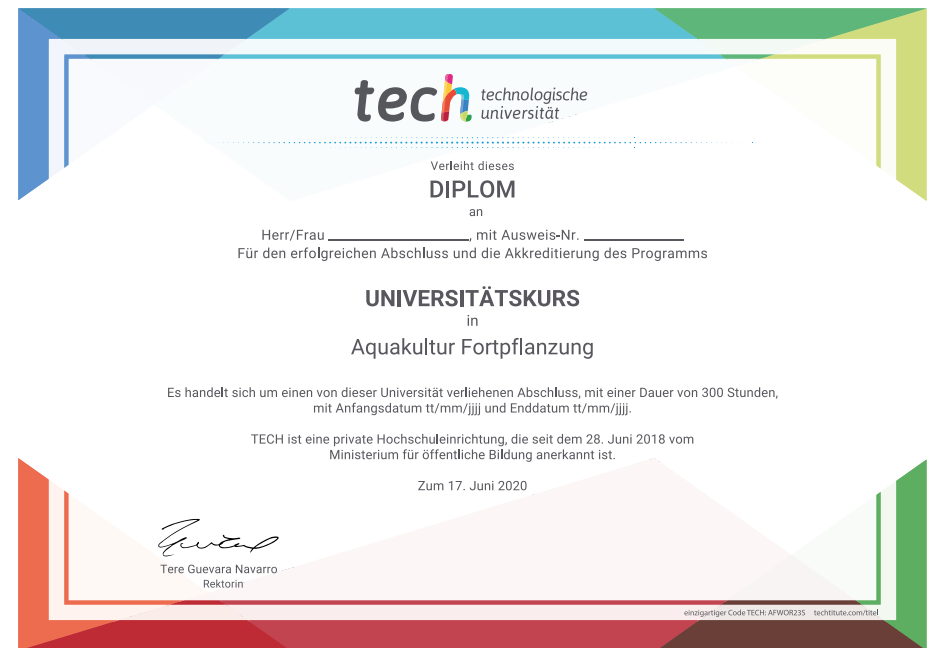 tech technologische
universität
Verleiht dieses
DIPLOM
an
Herr/Frau ____________, mit Ausweis-Nr. ____________
Für den erfolgreichen Abschluss und die Akkreditierung des Programms
UNIVERSITÄTSKURS
in
Aquakultur Fortpflanzung
Es handelt sich um einen von dieser Universität verliehenen Abschluss, mit einer Dauer von 300 Stunden,
mit Anfangsdatum tt/mm/jjjj und Enddatum tt/mm/jjjj.
TECH ist eine private Hochschuleinrichtung, die seit dem 28. Juni 2018 vom
Ministerium für öffentliche Bildung anerkannt ist.
Zum 17. Juni 2020
Tere Guevara Navarro
Rektorin
einzigartiger Code TECH: AFWOR23S techtitute.com/titel